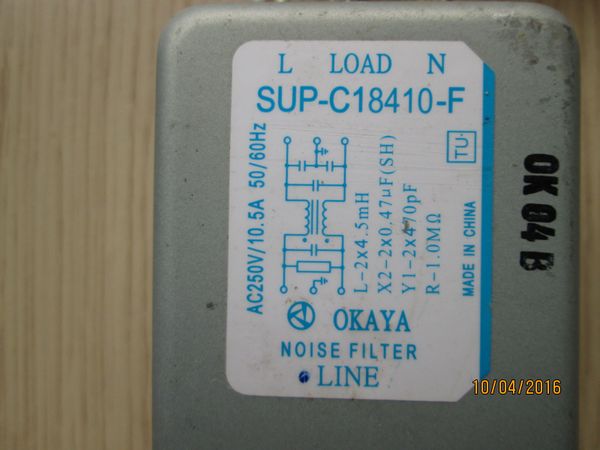 L LOAD N
SUP-C18410-F
AC250V/10.5A 50/60Hz
L-2x4.5mH
X2-2x0.47μF(SH)
Y1-2x470pF
R-1.0MΩ
MADE IN CHINA
TU
OK 04 B
OKAYA
NOISE FILTER
LINE
10/04/2016